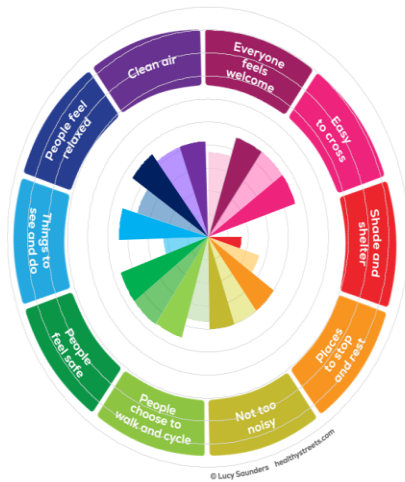 Everyone
feels
welcome
Easy
to cross
Shade and
shelter
Places
to stop
and rest
Not too
noisy
People
choose to
walk and cycle
People
feel safe
Things to
see and do
People feel
relaxed
Clean air
© Lucy Saunders healthystreets.com